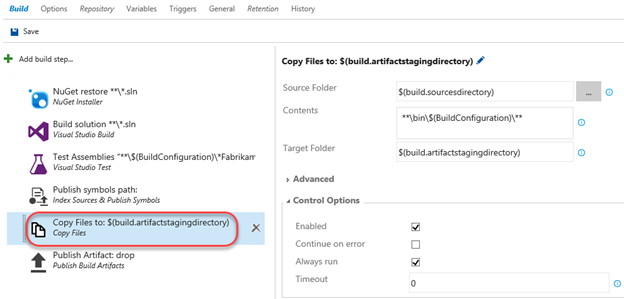 Build Options Repository Variables Triggers General Retention History
Save
Add build step...
NuGet restore **\*.sln
NuGet Installer
Build solution **\*.sln
Visual Studio Build
Test Assemblies "**\$(BuildConfiguration)\*Fabrikam
Visual Studio Test
Publish symbols path:
Index Sources & Publish Symbols
Copy Files to: $(build.artifactstagingdirectory)
Copy Files
Publish Artifact: drop
Publish Build Artifacts
Copy Files to: $(build.artifactstagingdirectory)
Source Folder $(build.sourcesdirectory) ...
Contents **\bin\$(BuildConfiguration)\**
Target Folder $(build.artifactstagingdirectory)
Advanced
Control Options
Enabled
Continue on error
Always run
Timeout 0